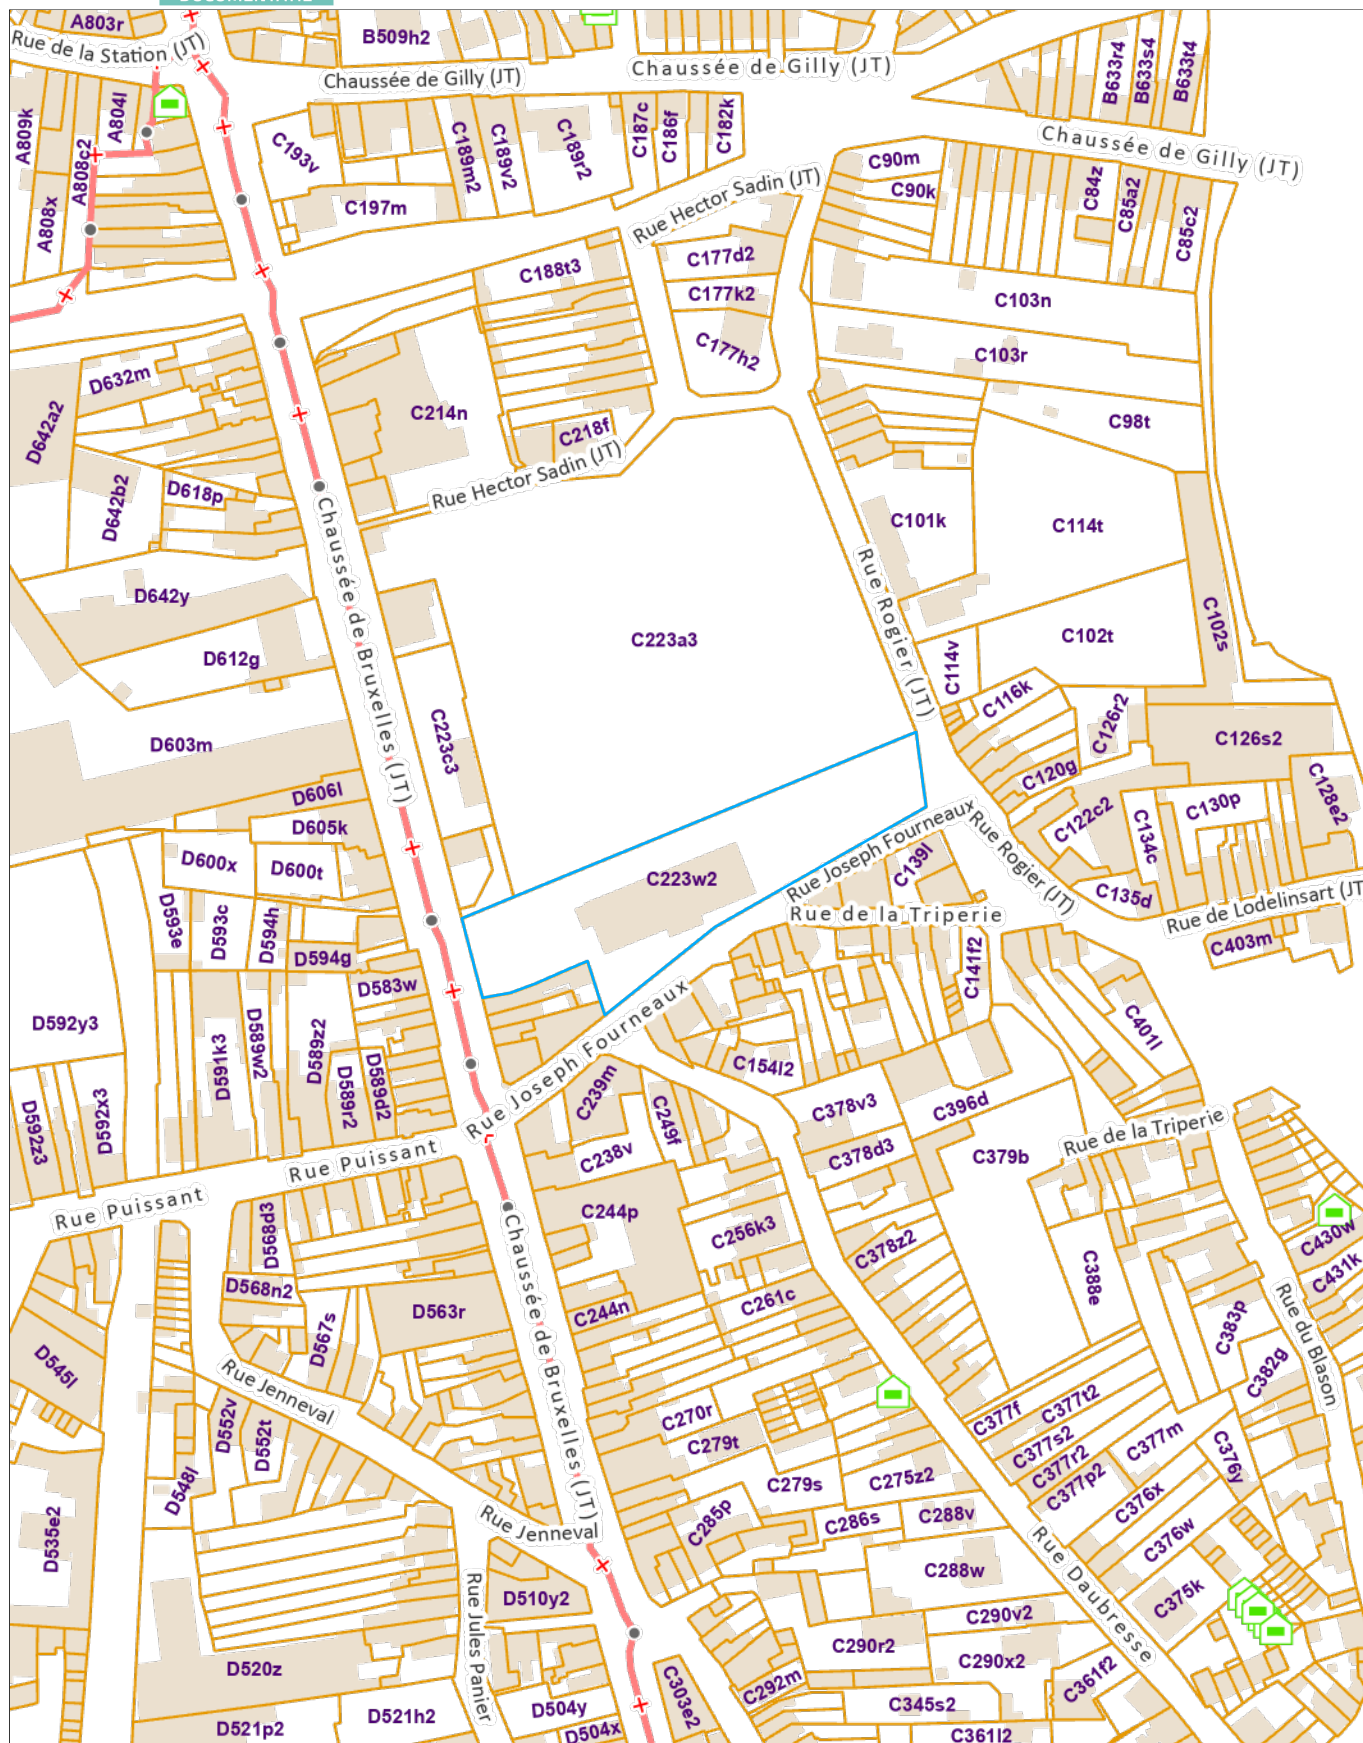 A803r
B509h2
Rue de la Station (JT)
Chaussée de Gilly (JT)
Chaussée de Gilly (JT)
B633r4
B633s4
B633t4
Chaussée de Gilly (JT)
A809k
A804l
A808c2
A808x
C193v
C189m2
C189v2
C189r2
C187c
C186f
C182k
C197m
Rue Hector Sadin (JT)
C90m
C90k
C84z
C85a2
C85c2
C188t3
C177d2
C177k2
C177h2
C103n
C103r
C98t
D632m
D642a2
C214n
C218f
Rue Hector Sadin (JT)
D642b2
D618p
C101k
C114t
Chaussée de Bruxelles (JT)
Rue Rogier (JT)
D642y
C223a3
C102t
C102s
D612g
C114v
C116k
C126r2
C126s2
D603m
C223c3
C120g
C128e2
D606l
D605k
C122c2
C134c
C130p
D600x
D600t
C223w2
Rue Joseph Fourneaux
C139l
Rue Rogier (JT)
C135d
Rue de Lodelinsart (JT
D593e
D593c
D594h
Rue de la Triperie
C403m
D594g
D583w
C141f2
D592y3
D591k3
D589w2
D589z2
D589r2
D589d2
C401l
Rue Joseph Fourneaux
C154l2
D592z3
D592x3
C239m
C249f
C378v3
C396d
C238v
C378d3
C379b
Rue de la Triperie
Rue Puissant
Rue Puissant
C244p
C256k3
D568d3
C378z2
C430w
C431k
D568n2
D563r
D567s
C244n
C261c
C388e
C383p
C382g
Rue du Blason
D545l
Rue Jenneval
Chaussée de Bruxelles (JT)
D552v
D552t
C270r
C279t
C377f
C377t2
C377s2
C377r2
C377p2
C377m
C376y
D548l
C279s
C275z2
C376x
D535e2
Rue Jenneval
C285p
C286s
C288v
C376w
C288w
Rue Daubresse
C375k
D510y2
Rue Jules Panier
C290v2
C290r2
C290x2
D520z
C303e2
C292m
C361f2
D521p2
D521h2
D504y
D504x
C345s2
C361l2